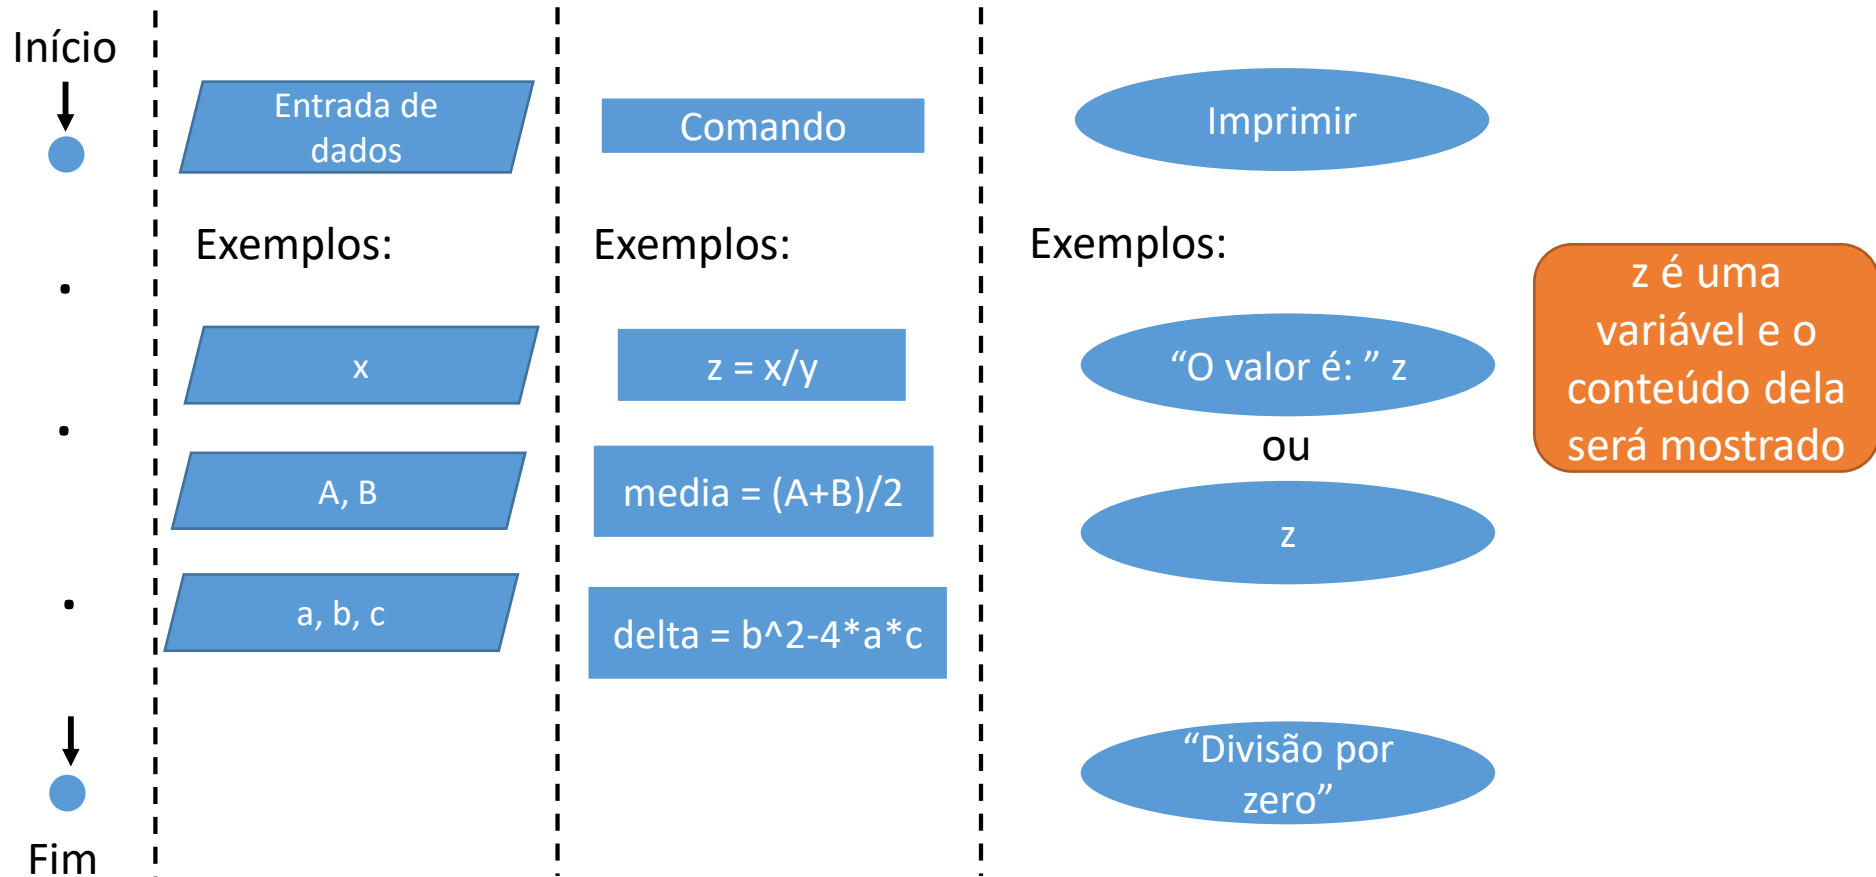 Início
Entrada de
dados
Comando
Imprimir
Exemplos:
Exemplos:
Exemplos:
x
A, B
a, b, c
z = x/y
media = (A+B)/2
delta = b^2-4*a*c
“O valor é: ” z
ou
z
“Divisão por
zero”
z é uma
variável e o
conteúdo dela
será mostrado
Fim